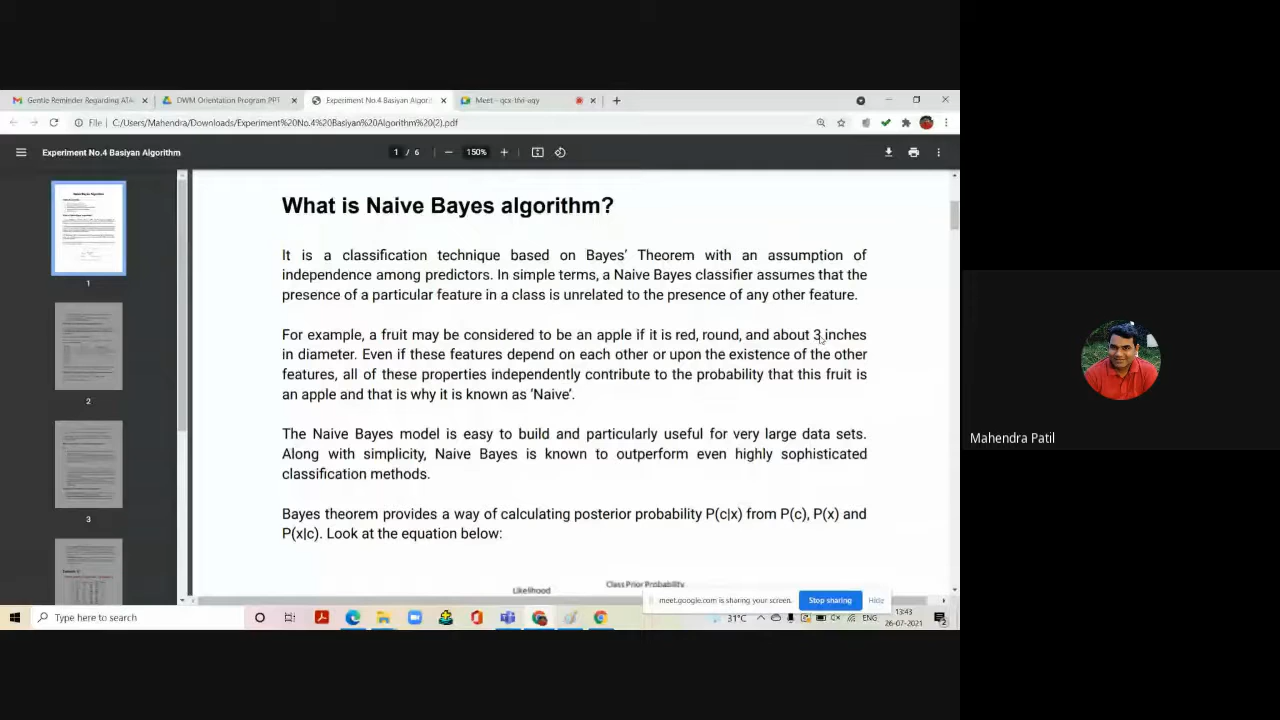 Gentle Reminder Regarding ATA
DWM Orientation Program.PPT
Experiment No.4 Basiyan Algorit
Meet
File
C:/Users/Mahendra/Downloads/Experiment%20No.4%20Basiyan%20Algorithm%20(2).pdf
Experiment No.4 Basiyan Algorithm
1 / 6
150%
What is Naive Bayes algorithm?
It is a classification technique based on Bayes' Theorem with an assumption of
independence among predictors. In simple terms, a Naive Bayes classifier assumes that the
presence of a particular feature in a class is unrelated to the presence of any other feature.
For example, a fruit may be considered to be an apple if it is red, round, and about 3 inches
in diameter. Even if these features depend on each other or upon the existence of the other
features, all of these properties independently contribute to the probability that this fruit is
an apple and that is why it is known as 'Naive'.
The Naive Bayes model is easy to build and particularly useful for very large data sets.
Along with simplicity, Naive Bayes is known to outperform even highly sophisticated
classification methods.
Bayes theorem provides a way of calculating posterior probability P(c|x) from P(c), P(x) and
P(x|c). Look at the equation below:
Likelihood
Class Prior Probability
1
2
3
Mahendra Patil
meet.google.com is sharing your screen.
Stop sharing
Hide
Type here to search
31°C
ENG
13:43
26-07-2021